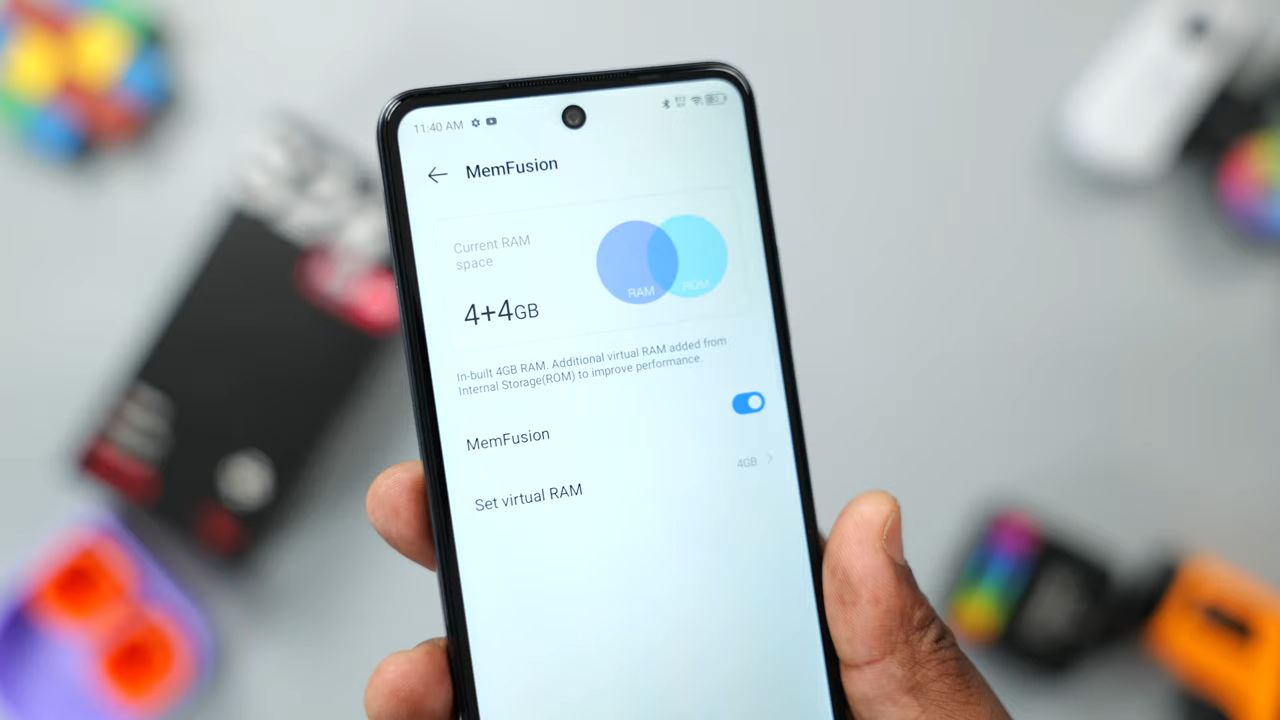 11:40 AM
MemFusion
Current RAM
space
4+4GB
RAM
ROM
In-built 4GB RAM. Additional virtual RAM added from
Internal Storage(ROM) to improve performance.
MemFusion
Set virtual RAM
4GB